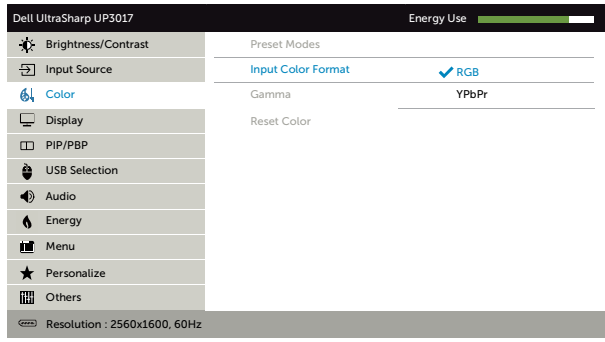 Dell UltraSharp UP3017 Energy Use
Brightness/Contrast Preset Modes
Input Source Input Color Format RGB
Color Gamma YPbPr
Display Reset Color
PIP/PBP
USB Selection
Audio
Energy
Menu
Personalize
Others
Resolution : 2560x1600, 60Hz